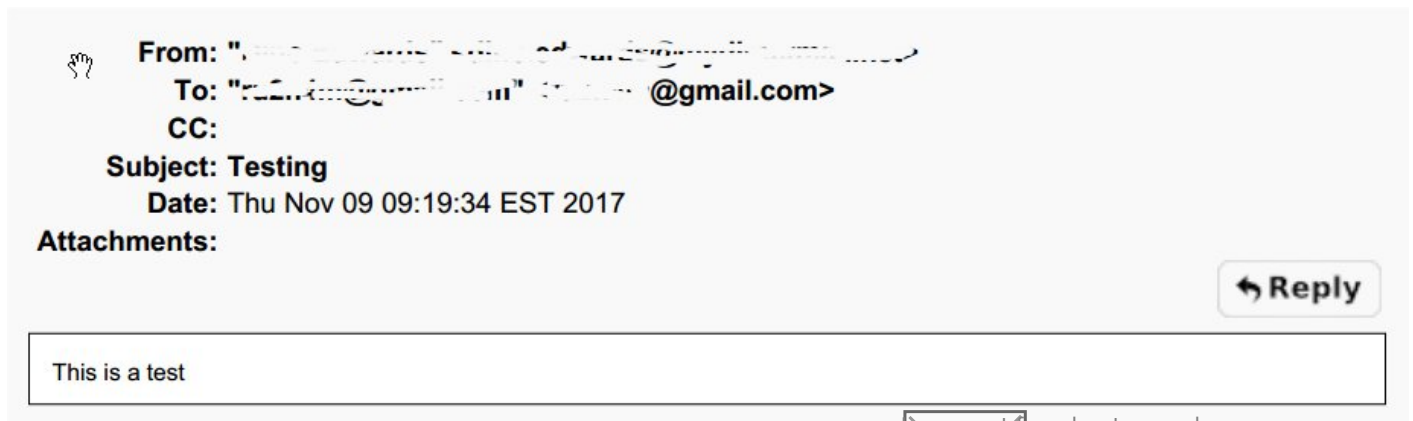 From: "
To: " @gmail.com>
CC:
Subject: Testing
Date: Thu Nov 09 09:19:34 EST 2017
Attachments:
Reply
This is a test